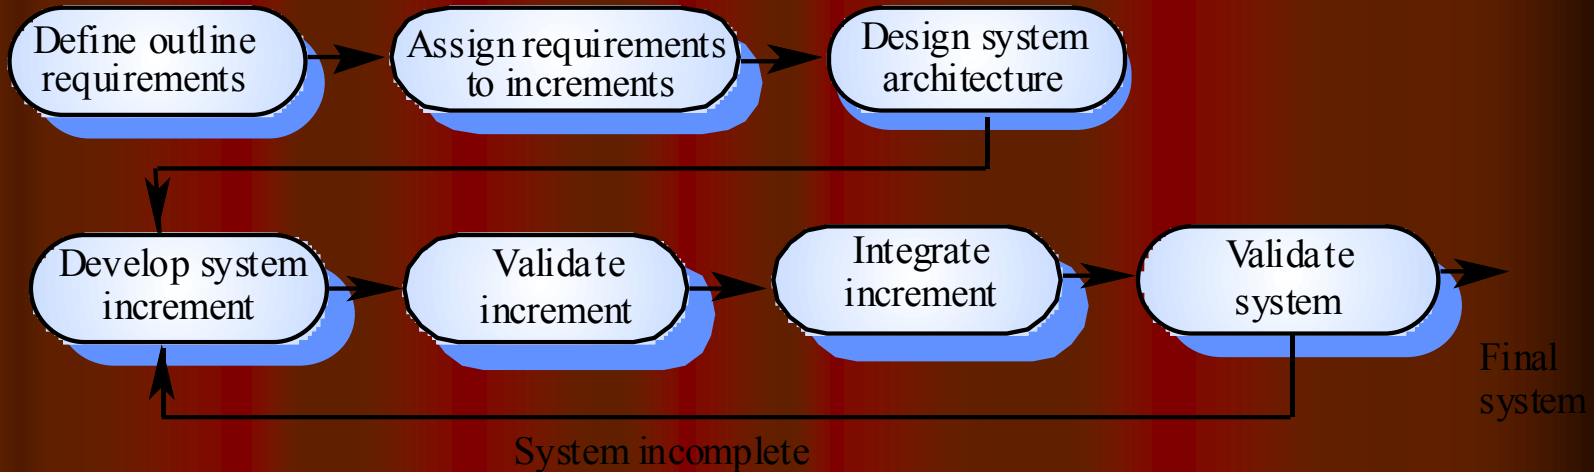 Define outline
requirements
Assign requirements
to increments
Design system
architecture
Develop system
increment
Validate
increment
Integrate
increment
Validate
system
Final
system
System incomplete